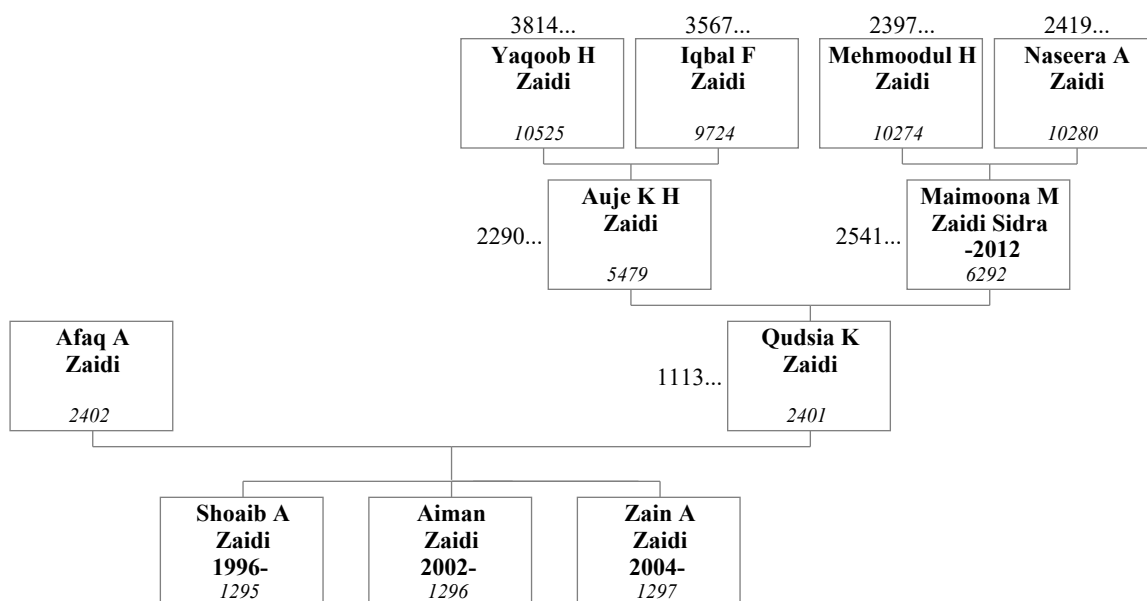 3814...
3567...
2397...
2419...
Yaqoob H
Zaidi
10525
Iqbal F
Zaidi
9724
Mehmoodul H
Zaidi
10274
Naseera A
Zaidi
10280
2290...
Auje K H
Zaidi
5479
2541...
Maimoona M
Zaidi Sidra
-2012
6292
Afaq A
Zaidi
2402
1113...
Qudsia K
Zaidi
2401
Shoaib A
Zaidi
1996-
1295
Aiman
Zaidi
2002-
1296
Zain A
Zaidi
2004-
1297